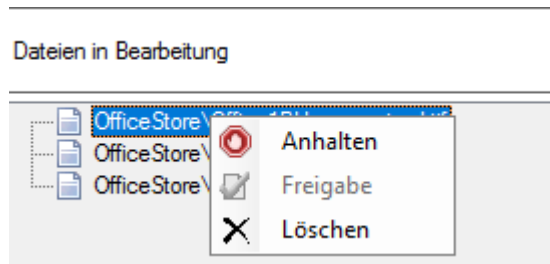 Dateien in Bearbeitung
OfficeStore\
OfficeStore\
OfficeStore\
Anhalten
Freigabe
Löschen